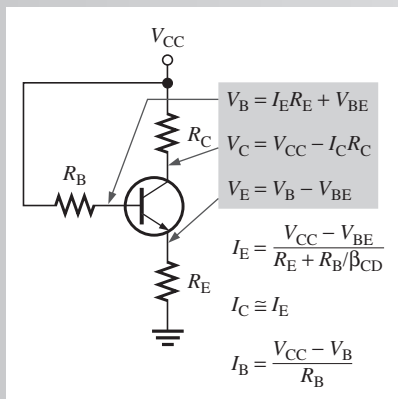 V_CC
V_B = I_E R_E + V_BE
R_C
V_C = V_CC − I_C R_C
R_B
V_E = V_B − V_BE
I_E = (V_CC − V_BE) / (R_E + R_B/β_CD)
R_E
I_C ≅ I_E
I_B = (V_CC − V_B) / R_B